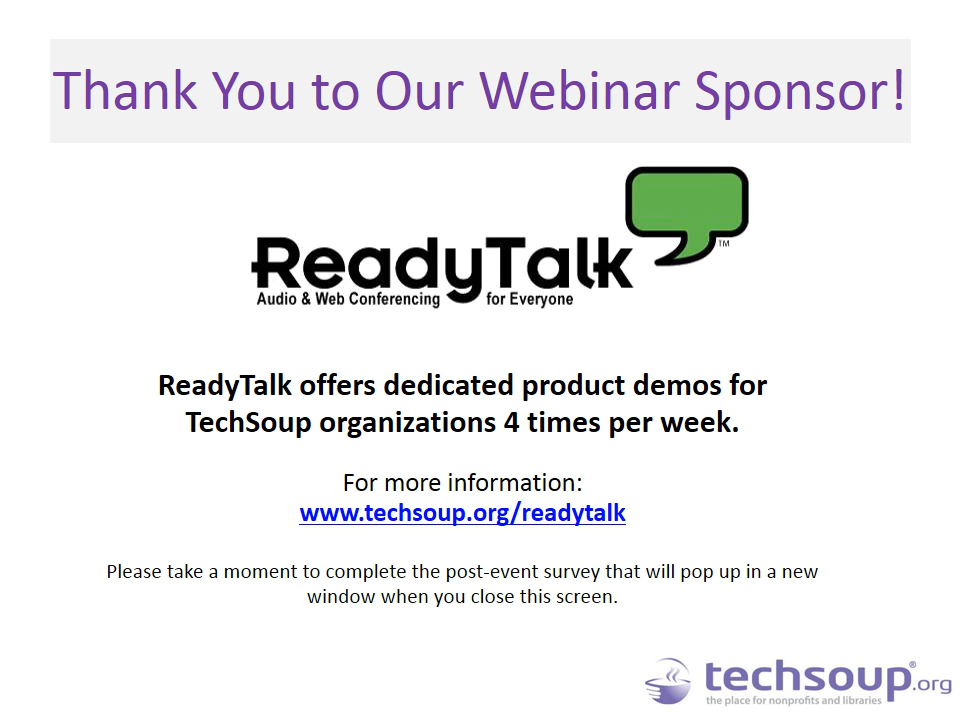 Thank You to Our Webinar Sponsor!
ReadyTalk TM
Audio & Web Conferencing for Everyone
ReadyTalk offers dedicated product demos for
TechSoup organizations 4 times per week.
For more information:
www.techsoup.org/readytalk
Please take a moment to complete the post-event survey that will pop up in a new
window when you close this screen.
techsoup®.org
the place for nonprofits and libraries